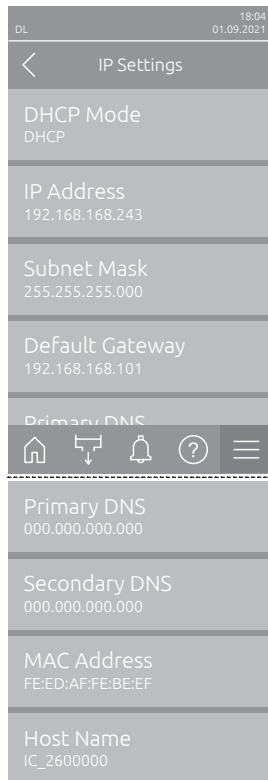 18:04
DL
01.09.2021
IP Settings
DHCP Mode
DHCP
IP Address
192.168.168.243
Subnet Mask
255.255.255.000
Default Gateway
192.168.168.101
Primary DNS
?
Primary DNS
000.000.000.000
Secondary DNS
000.000.000.000
MAC Address
FE:ED:AF:FE:BE:EF
Host Name
IC_2600000